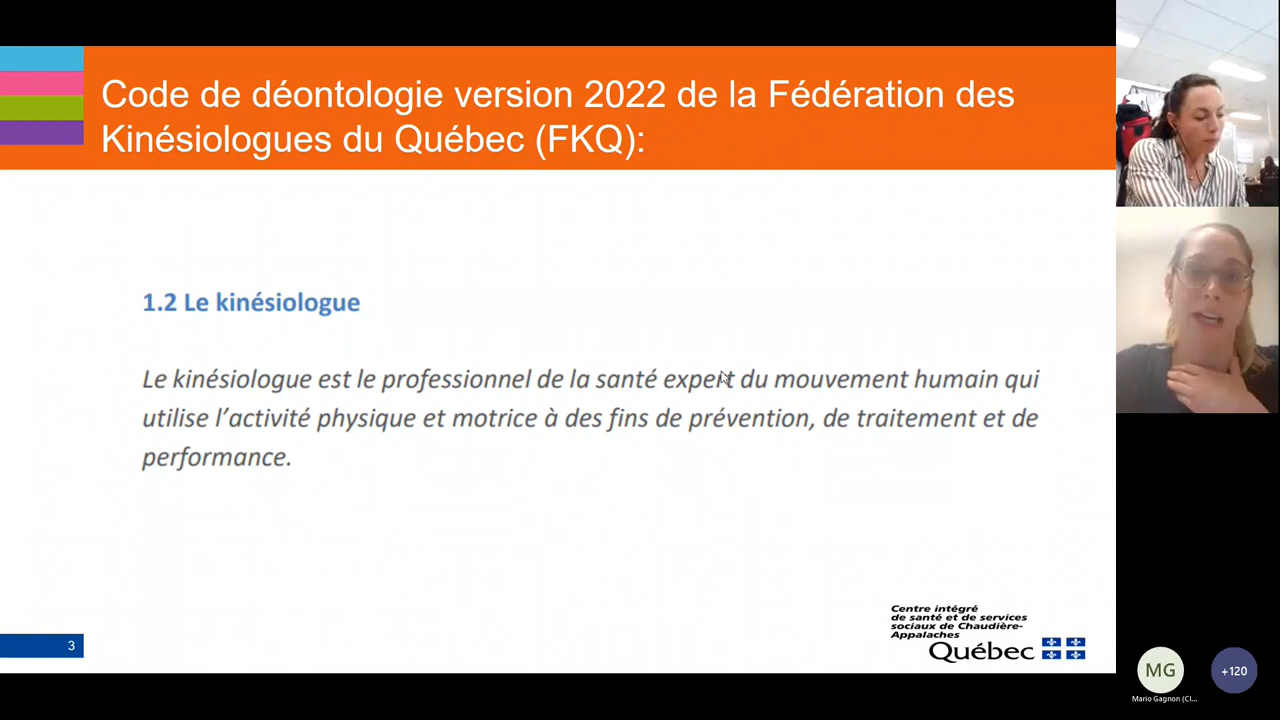 Code de déontologie version 2022 de la Fédération des
Kinésiologues du Québec (FKQ):
1.2 Le kinésiologue
Le kinésiologue est le professionnel de la santé expert du mouvement humain qui
utilise l’activité physique et motrice à des fins de prévention, de traitement et de
performance.
3
Centre intégré
de santé et de services
sociaux de Chaudière-
Appalaches
Québec
MG
+120
Mario Gagnon (CI...